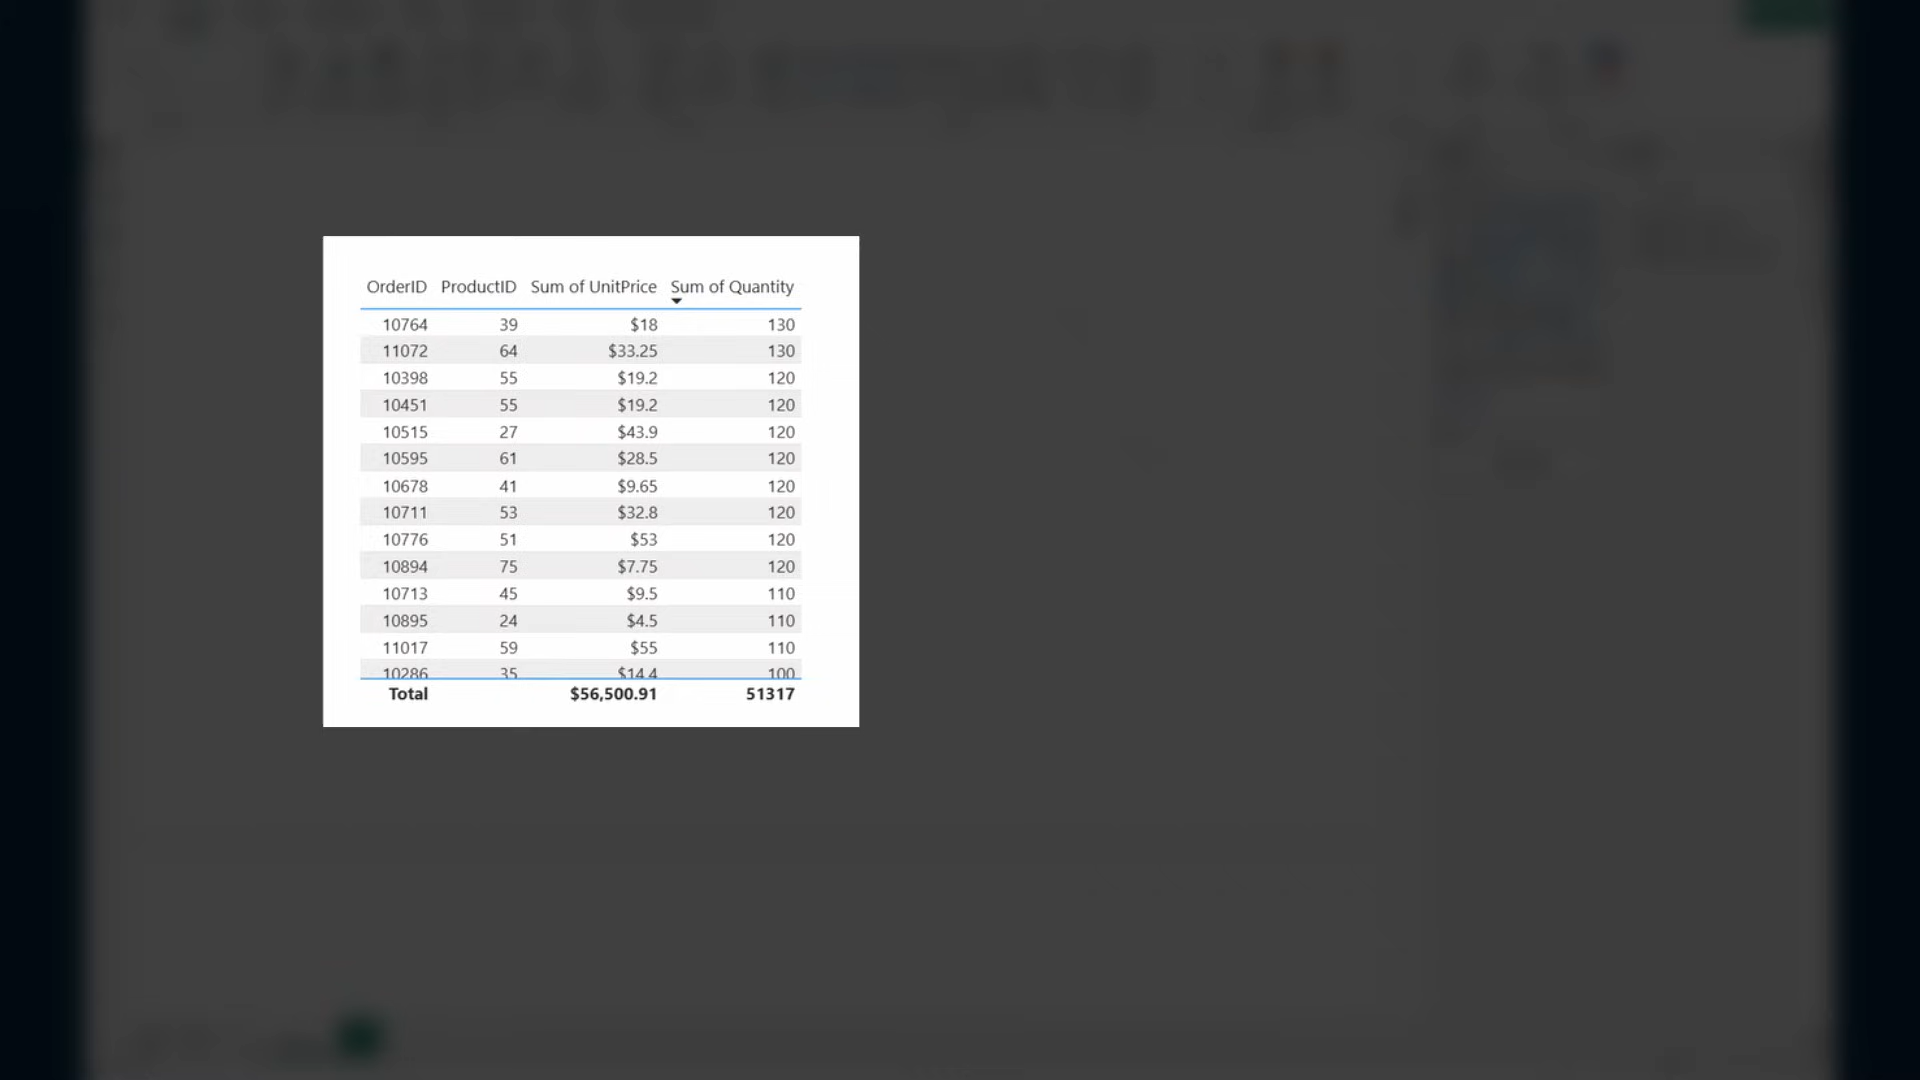 OrderID ProductID Sum of UnitPrice Sum of Quantity
10764 39 $18 130
11072 64 $33.25 130
10398 55 $19.2 120
10451 55 $19.2 120
10515 27 $43.9 120
10595 61 $28.5 120
10678 41 $9.65 120
10711 53 $32.8 120
10776 51 $53 120
10894 75 $7.75 120
10713 45 $9.5 110
10895 24 $4.5 110
11017 59 $55 110
10286 35 $14.4 100
Total $56,500.91 51317